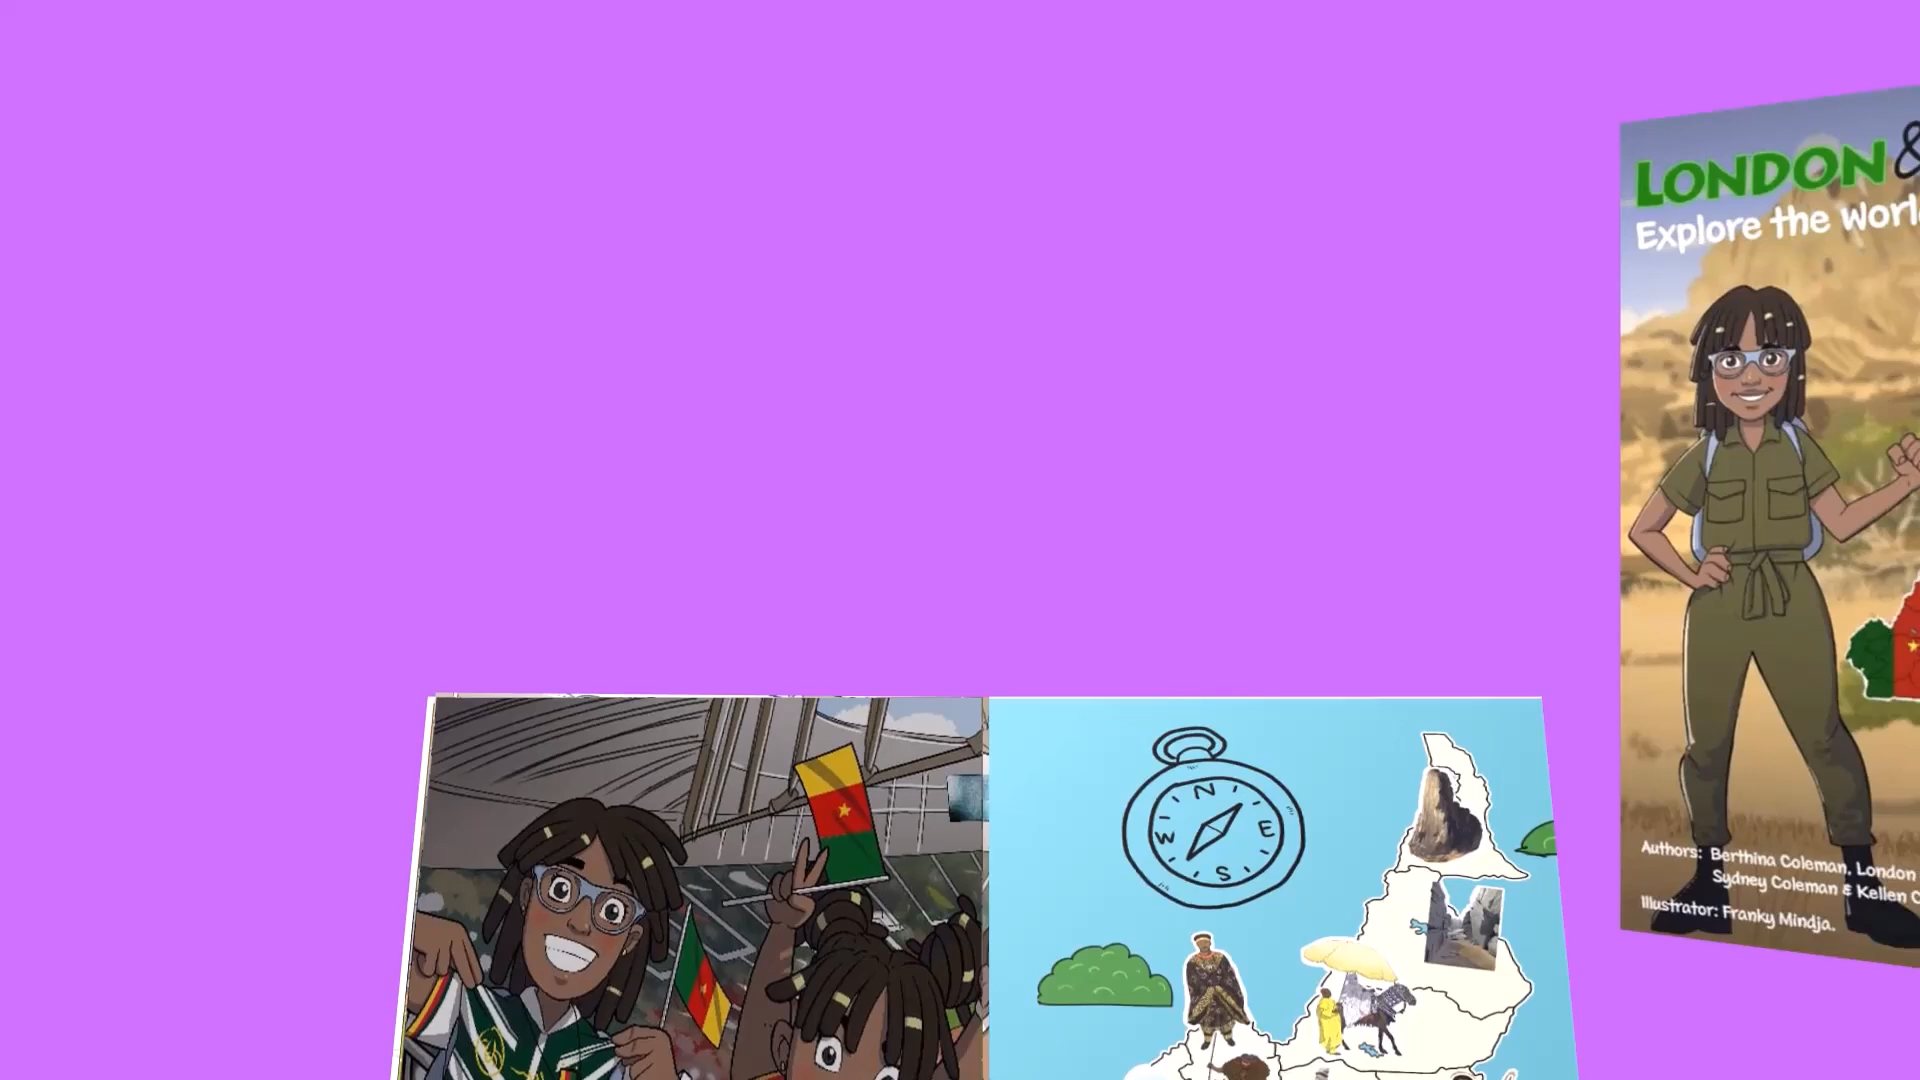 LONDON &
Explore the
Authors: Berthina Coleman, London
Sydney Coleman & Kellen
Illustrator: Franky Mindja.
N
W
E
S